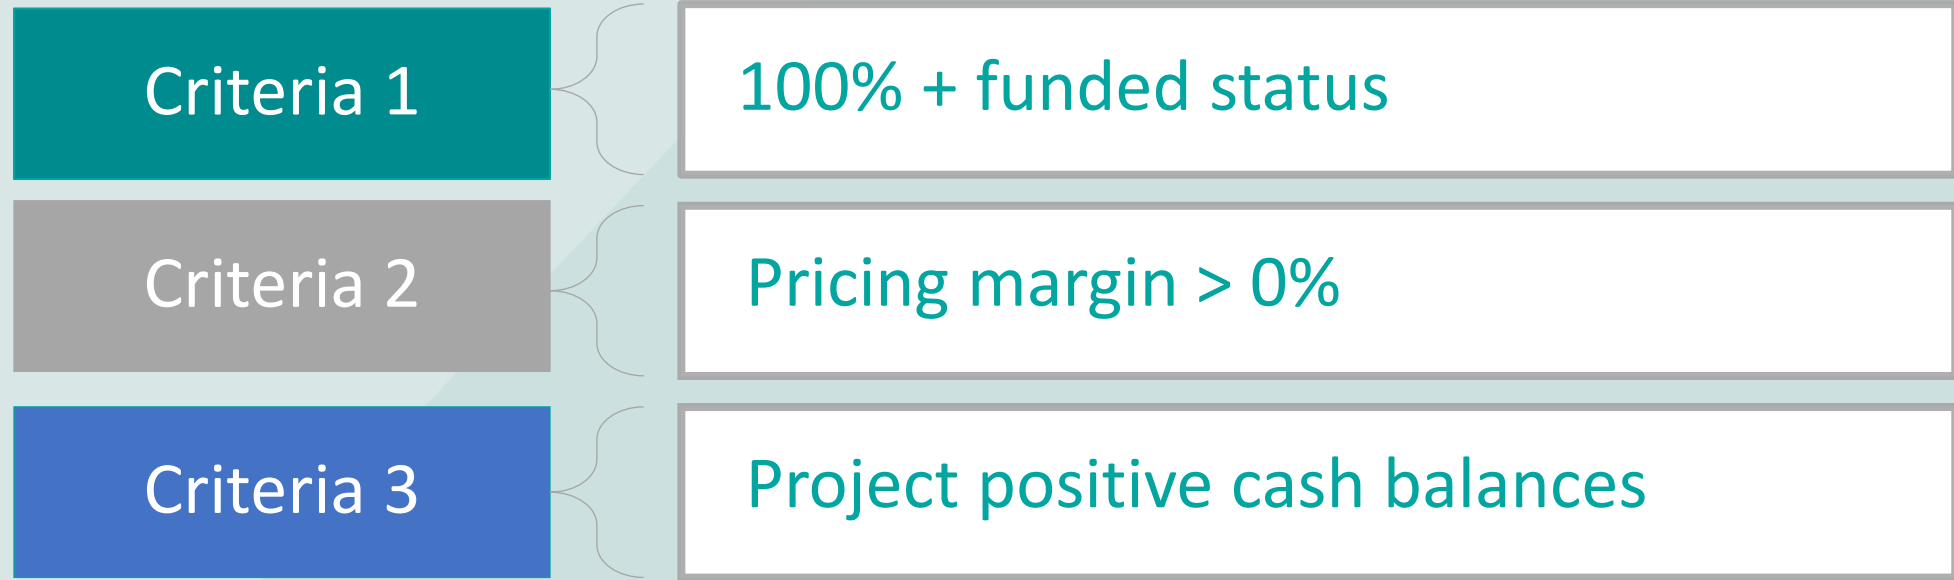 Criteria 1
100% + funded status
Criteria 2
Pricing margin > 0%
Criteria 3
Project positive cash balances